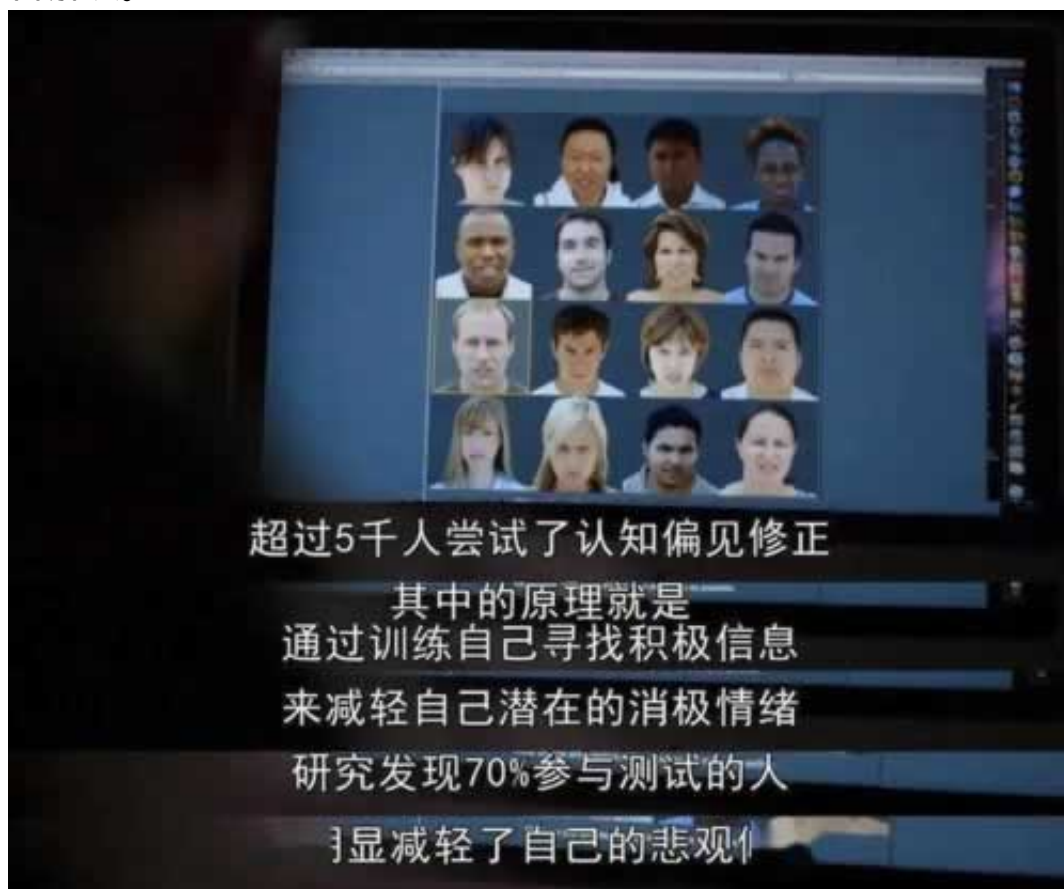 超过5千人尝试了认知偏见修正
其中的原理就是
通过训练自己寻找积极信息
来减轻自己潜在的消极情绪
研究发现70%参与测试的人
显减轻了自己的悲观